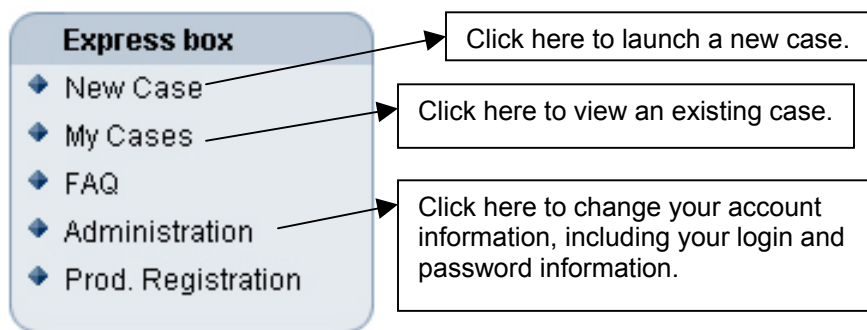 Express box
New Case
My Cases
FAQ
Administration
Prod. Registration
Click here to launch a new case.
Click here to view an existing case.
Click here to change your account
information, including your login and
password information.